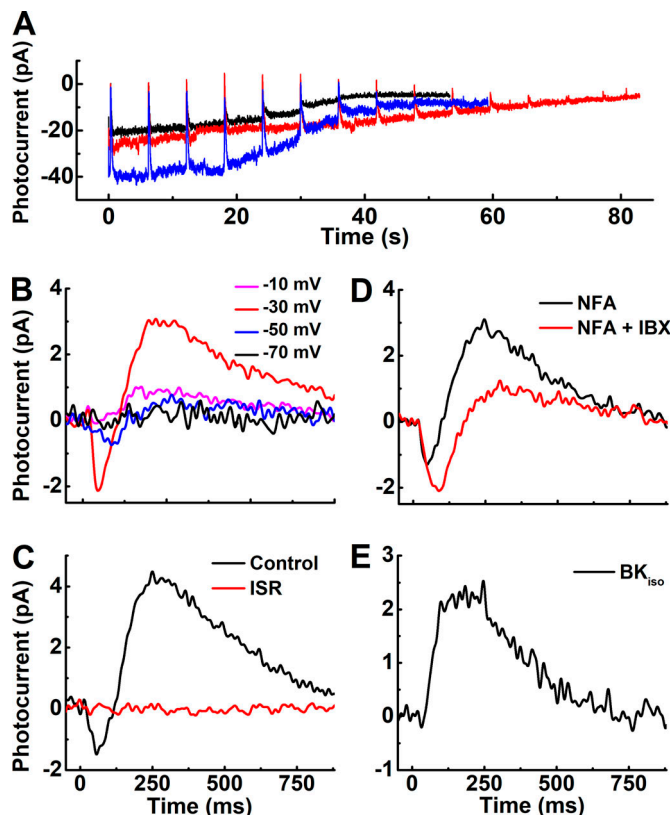 A
Photocurrent (pA)
0
-20
-40
0
20
40
60
80
Time (s)
B
Photocurrent (pA)
4
2
0
-2
-10 mV
-30 mV
-50 mV
-70 mV
D
4
2
0
-2
NFA
NFA + IBX
C
Photocurrent (pA)
4
2
0
-2
Control
ISR
0
250
500
750
Time (ms)
E
3
2
1
0
-1
BKiso
0
250
500
750
Time (ms)